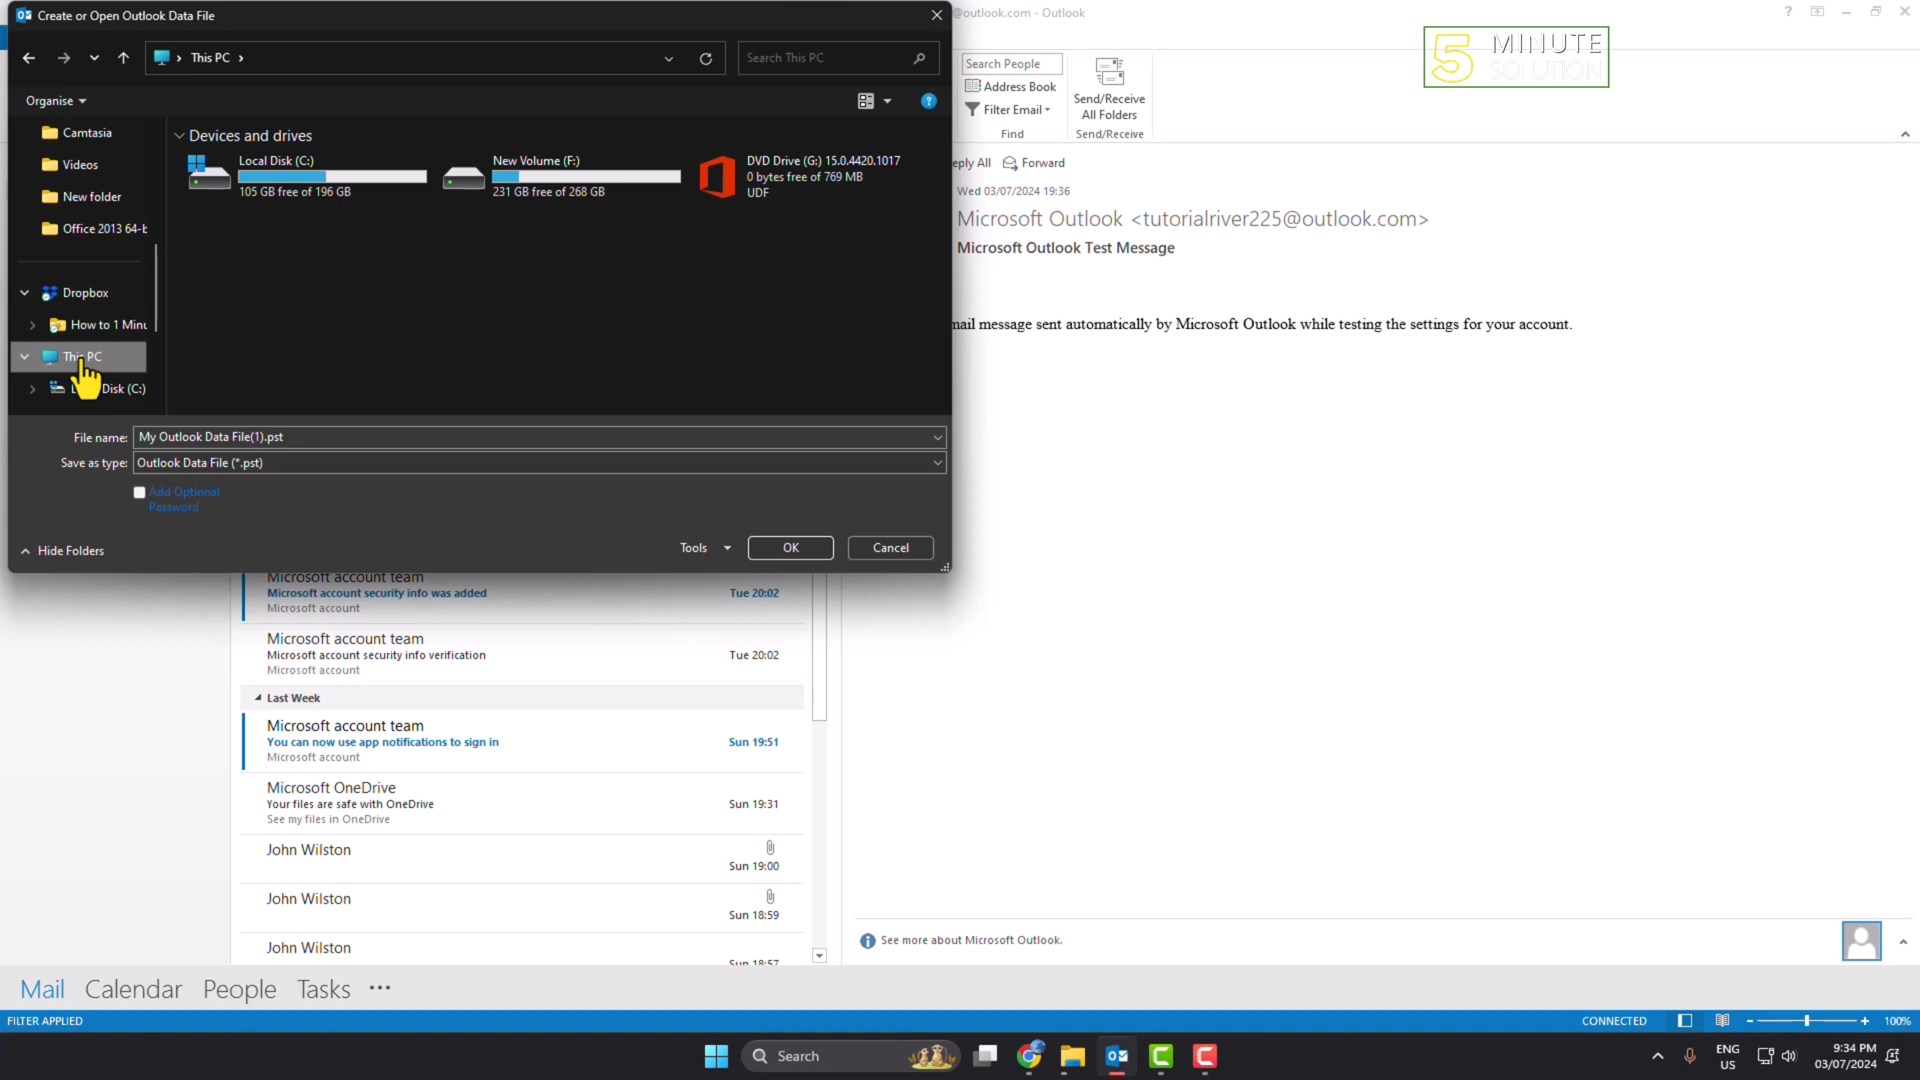 Create or Open Outlook Data File
@outlook.com - Outlook
5 MINUTE
SOLUTION
This PC
Search This PC
Search People
Address Book
Filter Email
Find
Send/Receive
All Folders
Send/Receive
Organise
Camtasia
Videos
New folder
Office 2013 64-b
Dropbox
How to 1 Minu
This PC
Disk (C:)
Devices and drives
Local Disk (C:)
105 GB free of 196 GB
New Volume (F:)
231 GB free of 268 GB
DVD Drive (G:) 15.0.4420.1017
0 bytes free of 769 MB
UDF
eply All
Forward
Wed 03/07/2024 19:36
Microsoft Outlook <tutorialriver225@outlook.com>
Microsoft Outlook Test Message
mail message sent automatically by Microsoft Outlook while testing the settings for your account.
File name: My Outlook Data File(1).pst
Save as type: Outlook Data File (*.pst)
Add Optional
Password
Hide Folders
Tools
OK
Cancel
Microsoft account team
Microsoft account security info was added Tue 20:02
Microsoft account
Microsoft account team
Microsoft account security info verification Tue 20:02
Microsoft account
Last Week
Microsoft account team
You can now use app notifications to sign in Sun 19:51
Microsoft account
Microsoft OneDrive
Your files are safe with OneDrive Sun 19:31
See my files in OneDrive
John Wilston
Sun 19:00
John Wilston
Sun 18:59
John Wilston
Sun 18:57
See more about Microsoft Outlook.
Mail Calendar People Tasks ···
FILTER APPLIED
CONNECTED
100%
Search
ENG
US
9:34 PM
03/07/2024